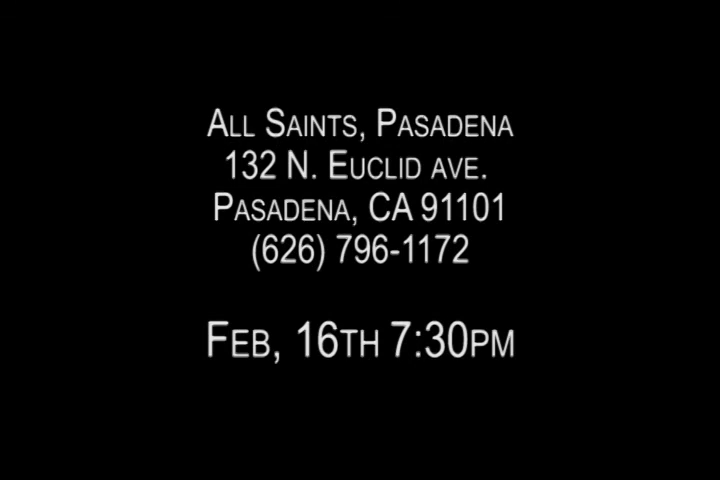 All Saints, Pasadena
132 N. Euclid ave.
Pasadena, CA 91101
(626) 796-1172
Feb, 16th 7:30pm